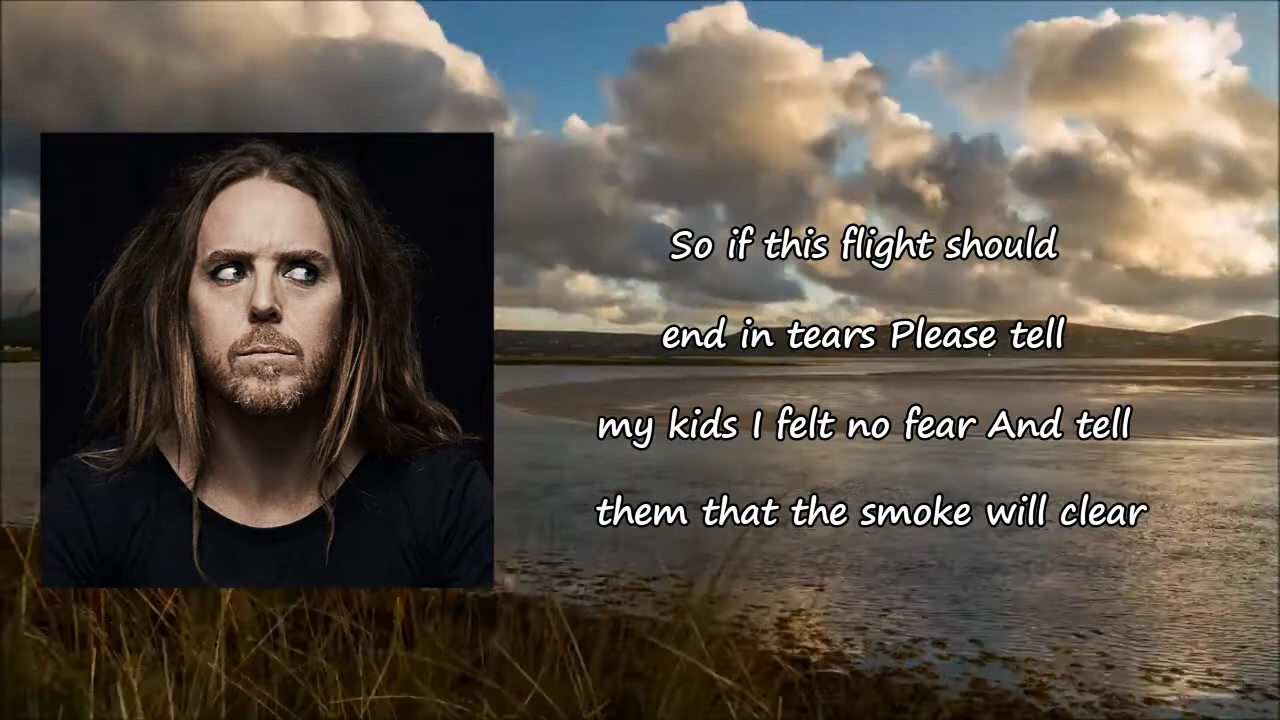 So if this flight should
end in tears Please tell
my kids I felt no fear And tell
them that the smoke will clear